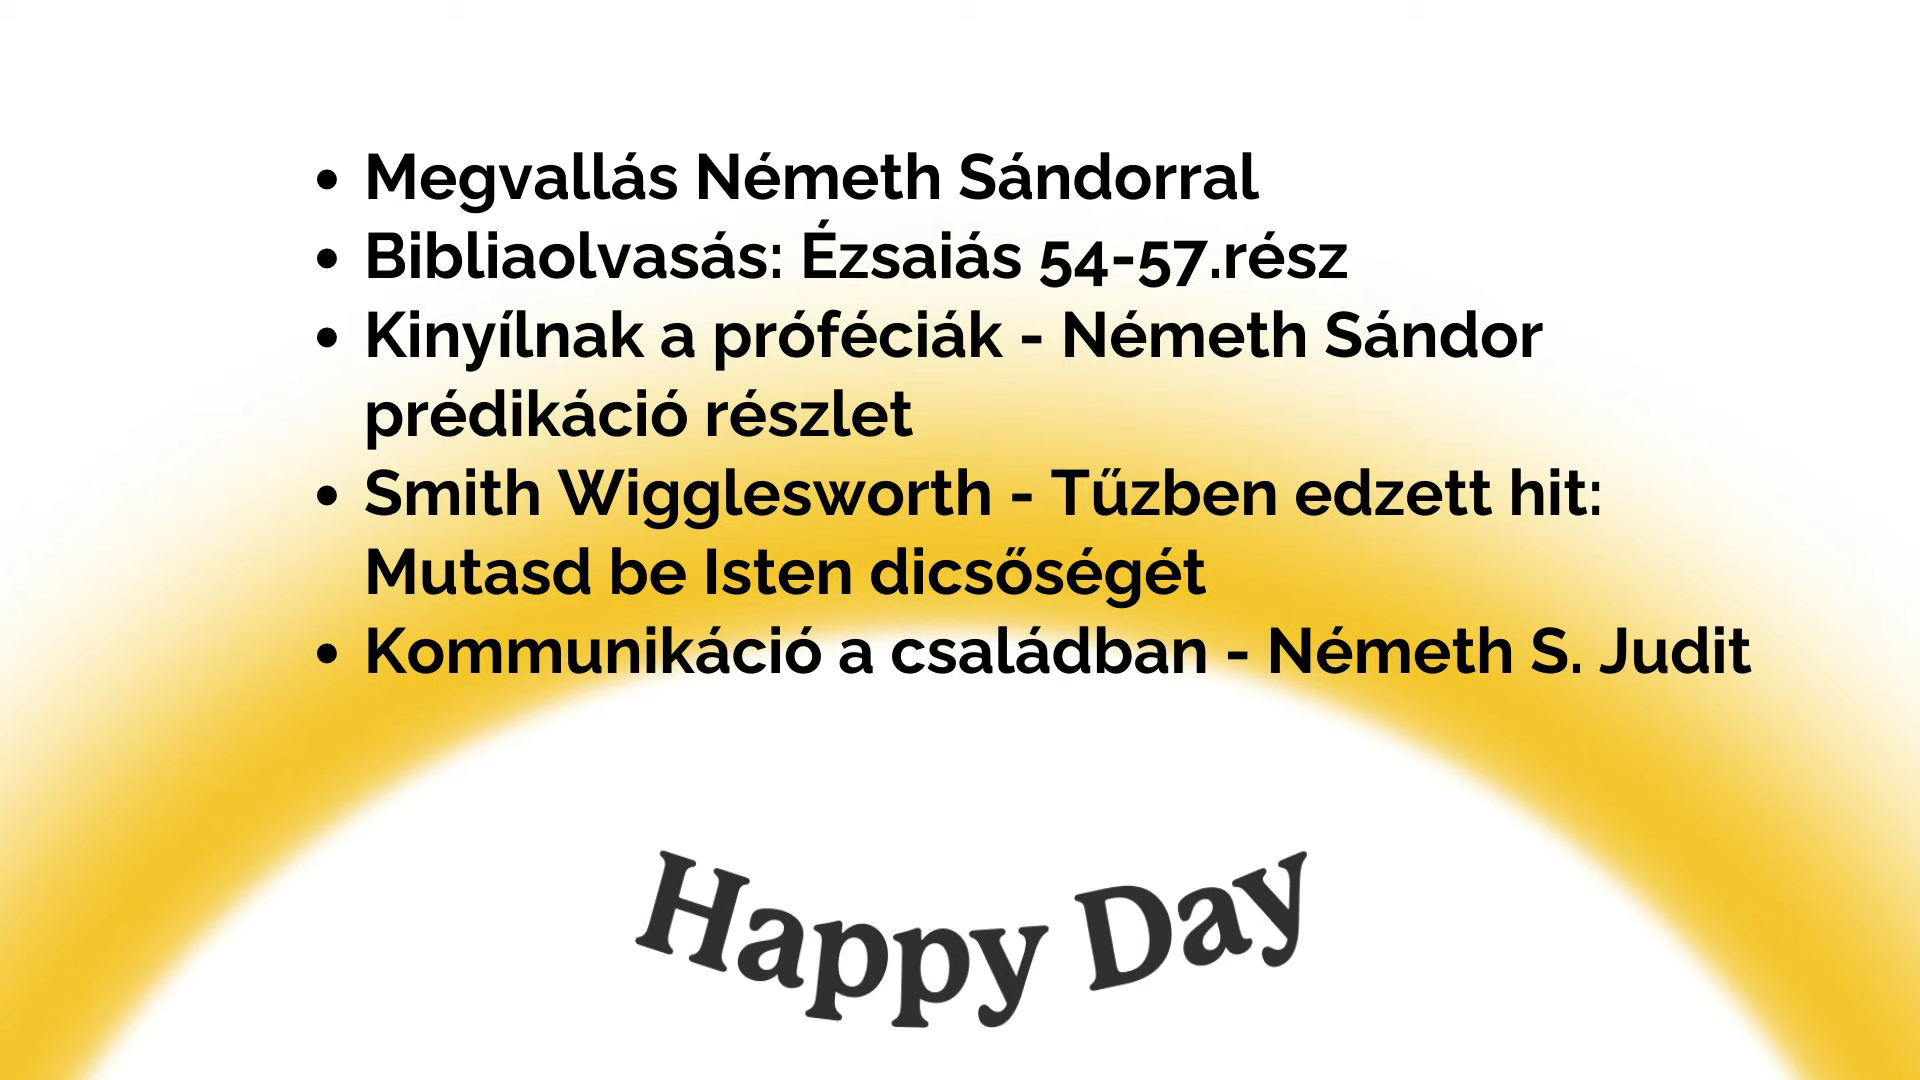 • Megvallás Németh Sándorral
• Bibliaolvasás: Ézsaiás 54-57.rész
• Kinyílnak a próféciák - Németh Sándor
prédikáció részlet
• Smith Wigglesworth - Tűzben edzett hit:
Mutasd be Isten dicsőségét
• Kommunikáció a családban - Németh S. Judit
Happy Day